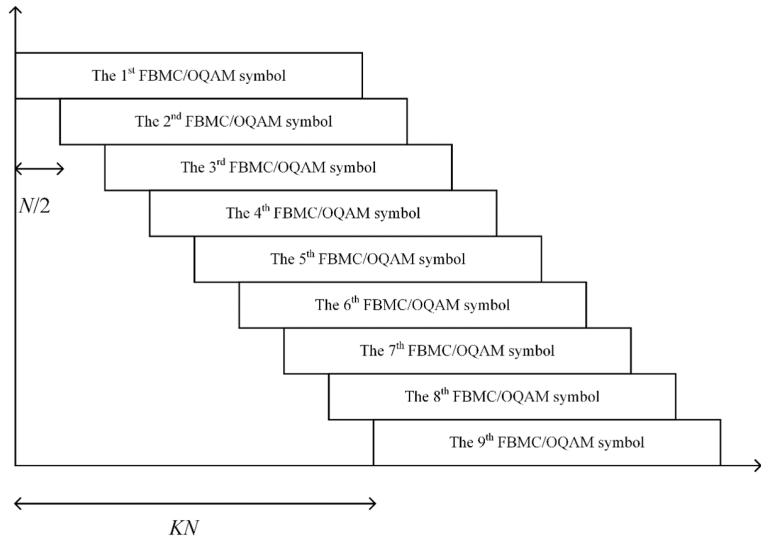 The 1st FBMC/OQAM symbol
The 2nd FBMC/OQAM symbol
The 3rd FBMC/OQAM symbol
N/2
The 4th FBMC/OQAM symbol
The 5th FBMC/OQAM symbol
The 6th FBMC/OQAM symbol
The 7th FBMC/OQAM symbol
The 8th FBMC/OQAM symbol
The 9th FBMC/OQAM symbol
KN